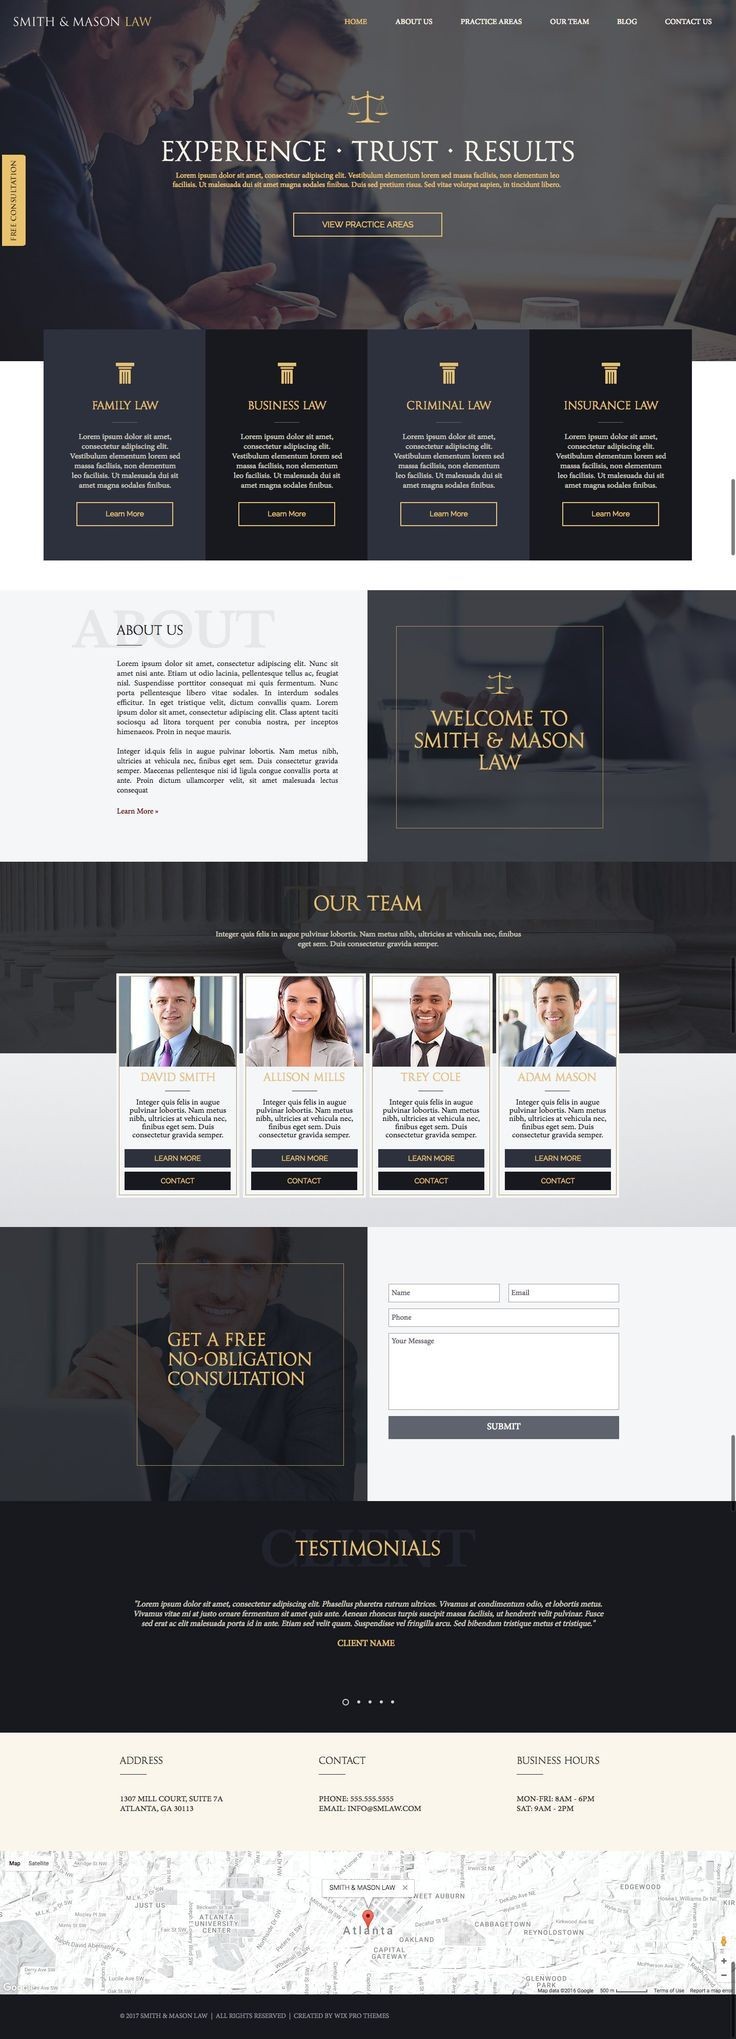 SMITH & MASON LAW
HOME ABOUT US PRACTICE AREAS OUR TEAM BLOG CONTACT US
FREE CONSULTATION
EXPERIENCE · TRUST · RESULTS
Lorem ipsum dolor sit amet, consectetur adipiscing elit. Vestibulum elementum lorem sed massa facilisis, non elementum leo
facilisis. Ut malesuada dui sit amet magna sodales finibus. Duis sed pretium risus. Sed vitae volutpat sapien, in tincidunt libero.
VIEW PRACTICE AREAS
FAMILY LAW
Lorem ipsum dolor sit amet,
consectetur adipiscing elit.
Vestibulum elementum lorem sed
massa facilisis, non elementum
leo facilisis. Ut malesuada dui sit
amet magna sodales finibus.
Learn More
BUSINESS LAW
Lorem ipsum dolor sit amet,
consectetur adipiscing elit.
Vestibulum elementum lorem sed
massa facilisis, non elementum
leo facilisis. Ut malesuada dui sit
amet magna sodales finibus.
Learn More
CRIMINAL LAW
Lorem ipsum dolor sit amet,
consectetur adipiscing elit.
Vestibulum elementum lorem sed
massa facilisis, non elementum
leo facilisis. Ut malesuada dui sit
amet magna sodales finibus.
Learn More
INSURANCE LAW
Lorem ipsum dolor sit amet,
consectetur adipiscing elit.
Vestibulum elementum lorem sed
massa facilisis, non elementum
leo facilisis. Ut malesuada dui sit
amet magna sodales finibus.
Learn More
ABOUT
ABOUT US
Lorem ipsum dolor sit amet, consectetur adipiscing elit. Nunc sit
amet nisi ante. Etiam ut odio lacinia, pellentesque tellus ac, feugiat
nisl. Suspendisse porttitor consequat mi quis fermentum. Nunc
porta pellentesque libero vitae sodales. In interdum sodales
efficitur. In eget tristique velit, dictum convallis quam. Lorem
ipsum dolor sit amet, consectetur adipiscing elit. Class aptent taciti
sociosqu ad litora torquent per conubia nostra, per inceptos
himenaeos. Proin in neque mauris.
Integer id.quis felis in augue pulvinar lobortis. Nam metus nibh,
ultricies at vehicula nec, finibus eget sem. Duis consectetur gravida
semper. Maecenas pellentesque nisi id ligula congue convallis porta at
ante. Proin dictum ullamcorper velit, sit amet malesuada lectus
consequat
Learn More »
WELCOME TO
SMITH & MASON
LAW
TEAM
OUR TEAM
Integer quis felis in augue pulvinar lobortis. Nam metus nibh, ultricies at vehicula nec, finibus
eget sem. Duis consectetur gravida semper.
DAVID SMITH
Integer quis felis in augue
pulvinar lobortis. Nam metus
nibh, ultricies at vehicula nec,
finibus eget sem. Duis
consectetur gravida semper.
LEARN MORE
CONTACT
ALLISON MILLS
Integer quis felis in augue
pulvinar lobortis. Nam metus
nibh, ultricies at vehicula nec,
finibus eget sem. Duis
consectetur gravida semper.
LEARN MORE
CONTACT
TREY COLE
Integer quis felis in augue
pulvinar lobortis. Nam metus
nibh, ultricies at vehicula nec,
finibus eget sem. Duis
consectetur gravida semper.
LEARN MORE
CONTACT
ADAM MASON
Integer quis felis in augue
pulvinar lobortis. Nam metus
nibh, ultricies at vehicula nec,
finibus eget sem. Duis
consectetur gravida semper.
LEARN MORE
CONTACT
GET A FREE
NO-OBLIGATION
CONSULTATION
Name Email
Phone
Your Message
SUBMIT
CLIENT
TESTIMONIALS
"Lorem ipsum dolor sit amet, consectetur adipiscing elit. Phasellus pharetra rutrum ultrices. Vivamus at condimentum odio, et lobortis metus.
Vivamus vitae mi at justo ornare fermentum sit amet quis ante. Aenean rhoncus turpis suscipit massa facilisis, ut hendrerit velit pulvinar. Fusce
sed erat ac elit malesuada porta id in ante. Etiam sed velit quam. Suspendisse vel fringilla arcu. Sed bibendum tristique metus et tristique."
CLIENT NAME
ADDRESS
1307 MILL COURT, SUITE 7A
ATLANTA, GA 30113
CONTACT
PHONE: 555.555.5555
EMAIL: INFO@SMLAW.COM
BUSINESS HOURS
MON-FRI: 8AM - 6PM
SAT: 9AM - 2PM
Map Satellite
SMITH & MASON LAW
SWEET AUBURN
EDGEWOOD
JUST US
ATLANTA
UNIVERSITY
CENTER
Atlanta
CABBAGETOWN
REYNOLDSTOWN
OAKLAND
CAPITAL
GATEWAY
GLENWOOD
PARK
Ralph David Abernathy Fwy
Map data ©2016 Google 500 m Terms of Use Report a map error
© 2017 SMITH & MASON LAW | ALL RIGHTS RESERVED | CREATED BY WIX PRO THEMES